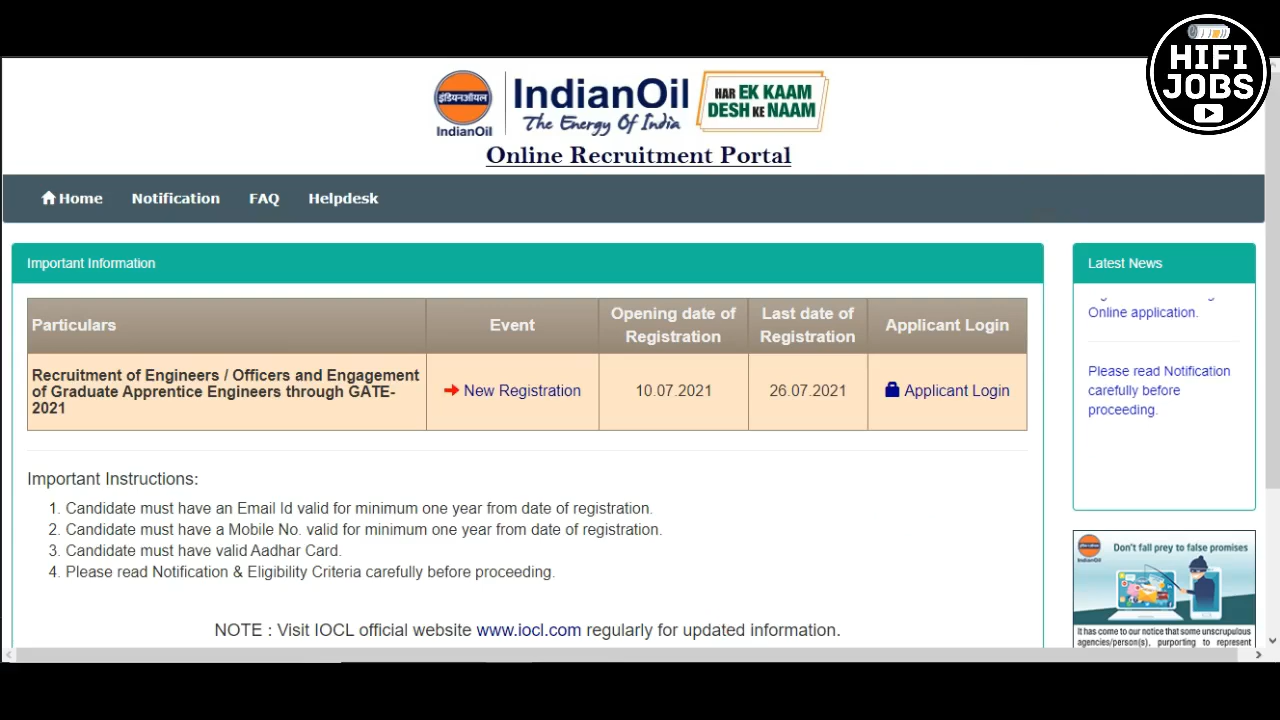 HIFI
JOBS
इंडियनऑयल
IndianOil
IndianOil
The Energy Of India
HAR EK KAAM
DESH KE NAAM
Online Recruitment Portal
Home Notification FAQ Helpdesk
Important Information
Particulars Event Opening date of Registration Last date of Registration Applicant Login
Recruitment of Engineers / Officers and Engagement
of Graduate Apprentice Engineers through GATE-
2021
New Registration 10.07.2021 26.07.2021 Applicant Login
Important Instructions:
1. Candidate must have an Email Id valid for minimum one year from date of registration.
2. Candidate must have a Mobile No. valid for minimum one year from date of registration.
3. Candidate must have valid Aadhar Card.
4. Please read Notification & Eligibility Criteria carefully before proceeding.
NOTE : Visit IOCL official website www.iocl.com regularly for updated information.
Latest News
Online application.
Please read Notification
carefully before
proceeding.
IndianOil
Don't fall prey to false promises
It has come to our notice that some unscrupulous
agencies/person(s), purporting to represent